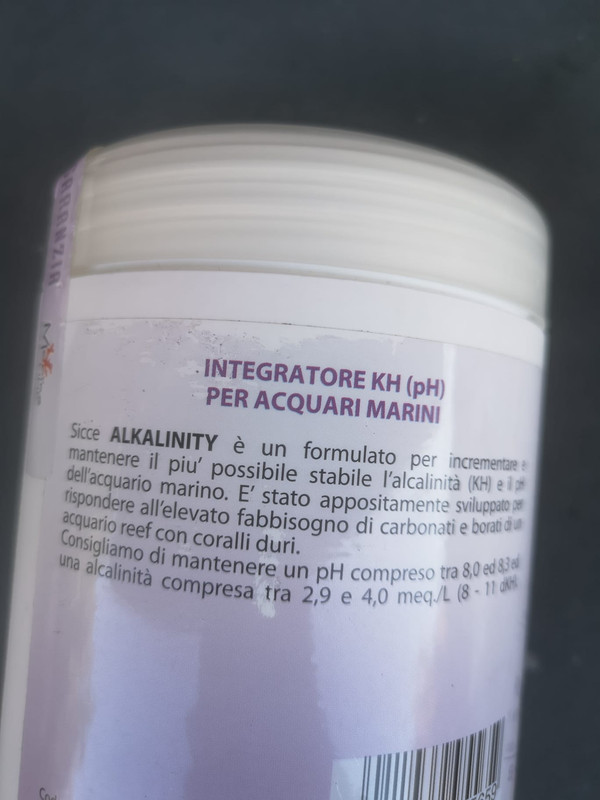 INTEGRATORE KH (pH)
PER ACQUARI MARINI
Sicce ALKALINITY è un formulato per incrementare e
mantenere il piu' possibile stabile l'alcalinità (KH) e il pH
dell'acquario marino. E' stato appositamente sviluppato per
rispondere all'elevato fabbisogno di carbonati e borati di un
acquario reef con coralli duri.
Consigliamo di mantenere un pH compreso tra 8,0 ed 8,3 ed
una alcalinità compresa tra 2,9 e 4,0 meq./L (8 - 11 dKH).